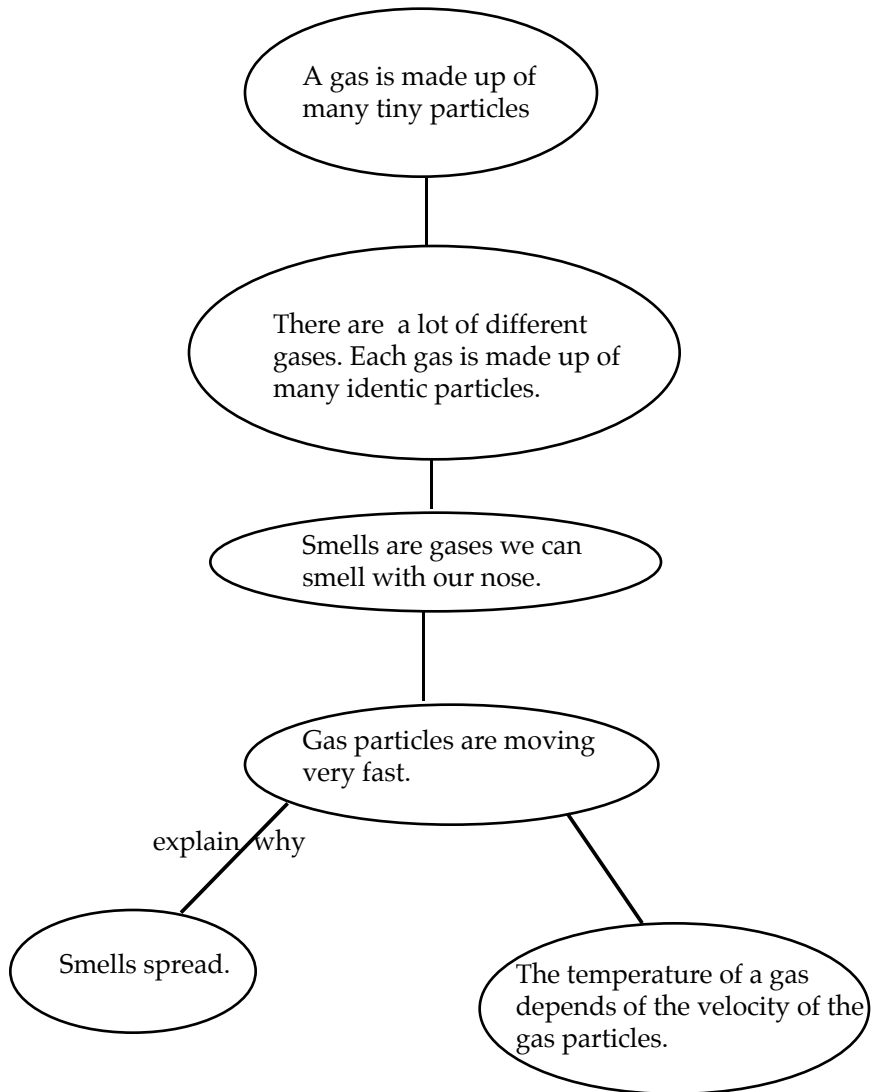 A gas is made up of
many tiny particles
There are  a lot of different
gases. Each gas is made up of
many identic particles.
Smells are gases we can
smell with our nose.
Gas particles are moving
very fast.
explain  why
Smells spread.
The temperature of a gas
depends of the velocity of the
gas particles.